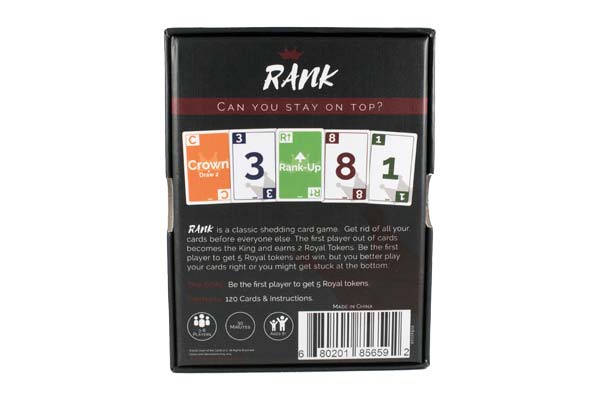 RANK
CAN YOU STAY ON TOP?
C 3 R↑ 8 1
Crown 3 Rank-Up 8 1
Draw 2
C 3 R↑ 8 1
RANK is a classic shedding card game. Get rid of all your
cards before everyone else. The first player out of cards
becomes the King and earns 2 Royal Tokens. Be the first
player to get 5 Royal tokens and win, but you better play
your cards right or you might get stuck at the bottom.
Be the first player to get 5 Royal tokens.
Contents: 120 Cards & Instructions.
MADE IN CHINA
PLAYERS
30 MINUTES
AGES 8+
6 80201 85659 2